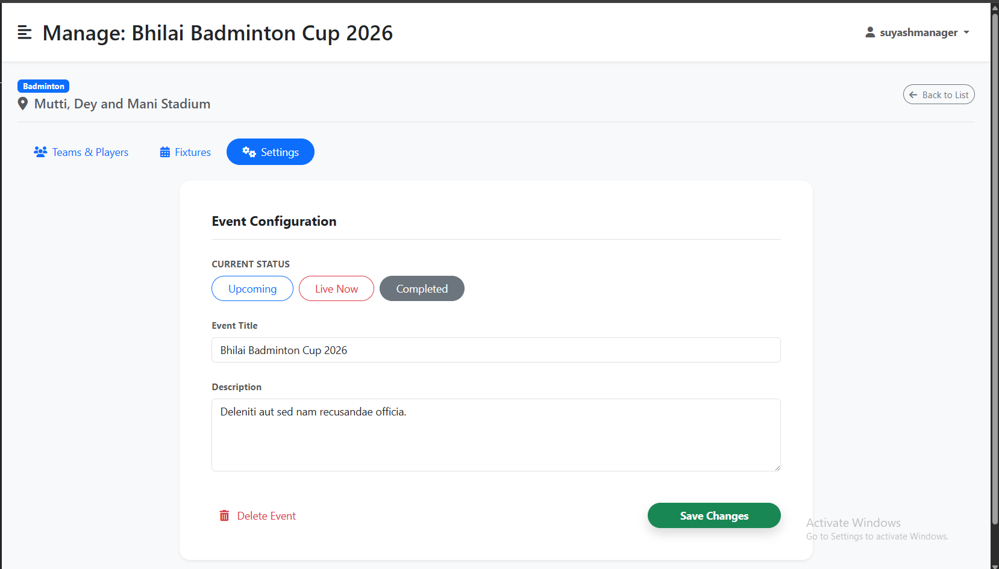 Manage: Bhilai Badminton Cup 2026
suyashmanager
Badminton
Mutti, Dey and Mani Stadium
Back to List
Teams & Players
Fixtures
Settings
Event Configuration
CURRENT STATUS
Upcoming
Live Now
Completed
Event Title
Bhilai Badminton Cup 2026
Description
Deleniti aut sed nam recusandae officia.
Delete Event
Save Changes
Activate Windows
Go to Settings to activate Windows.